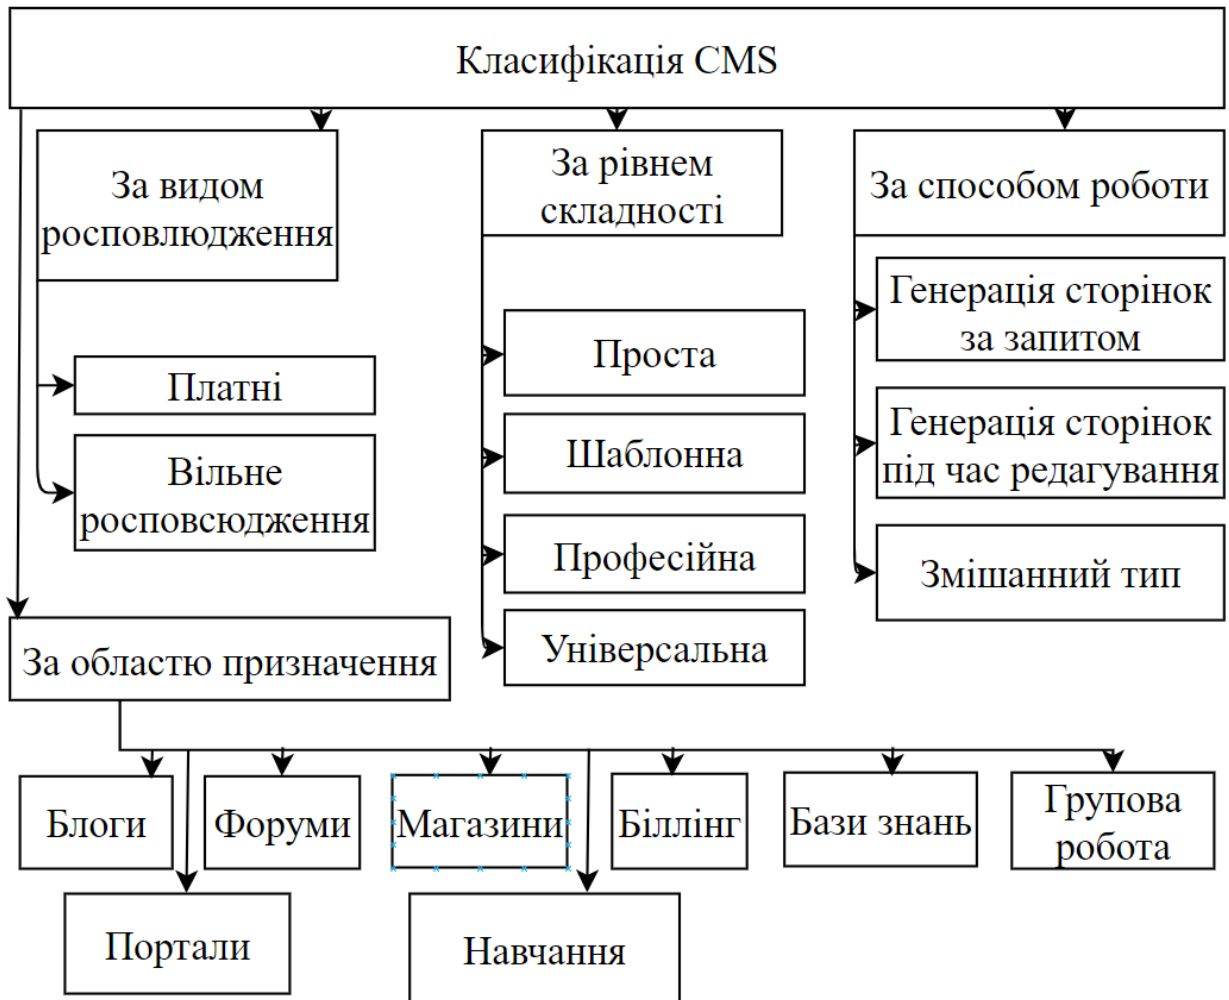 Класифікація CMS
За видом
росповлюдження
Платні
Вільне
росповсюдження
За рівнем
складності
Проста
Шаблонна
Професійна
Універсальна
За способом роботи
Генерація сторінок
за запитом
Генерація сторінок
під час редагування
Змішанний тип
За областю призначення
Блоги
Форуми
Магазини
Біллінг
Бази знань
Групова
робота
Портали
Навчання